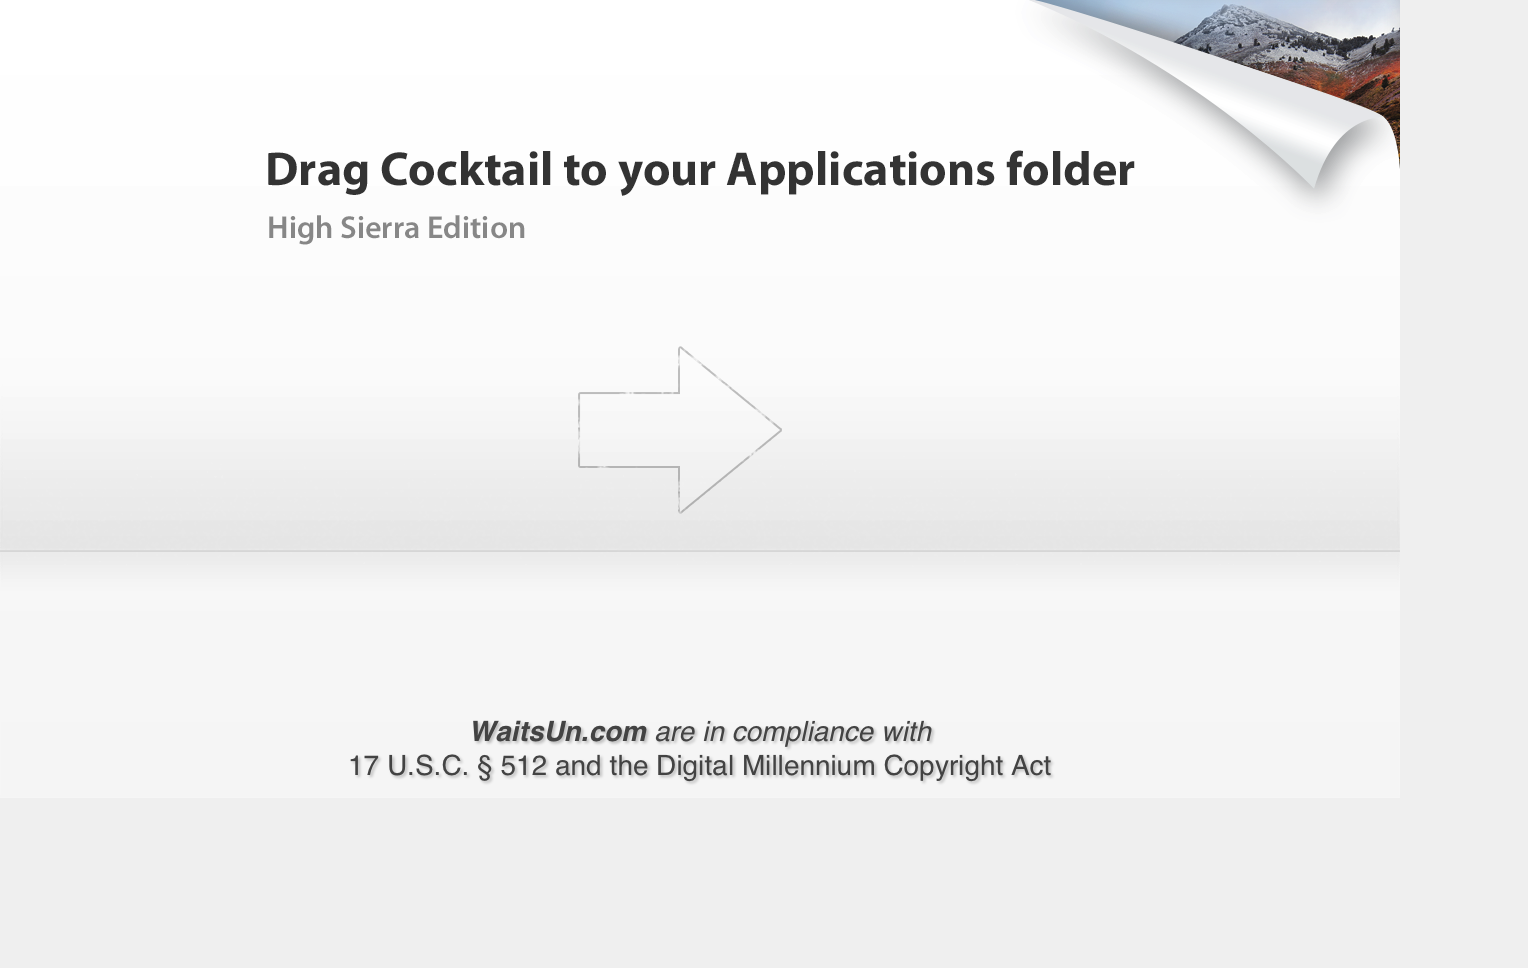 Drag Cocktail to your Applications folder
High Sierra Edition
WaitsUn.com are in compliance with
17 U.S.C. § 512 and the Digital Millennium Copyright Act